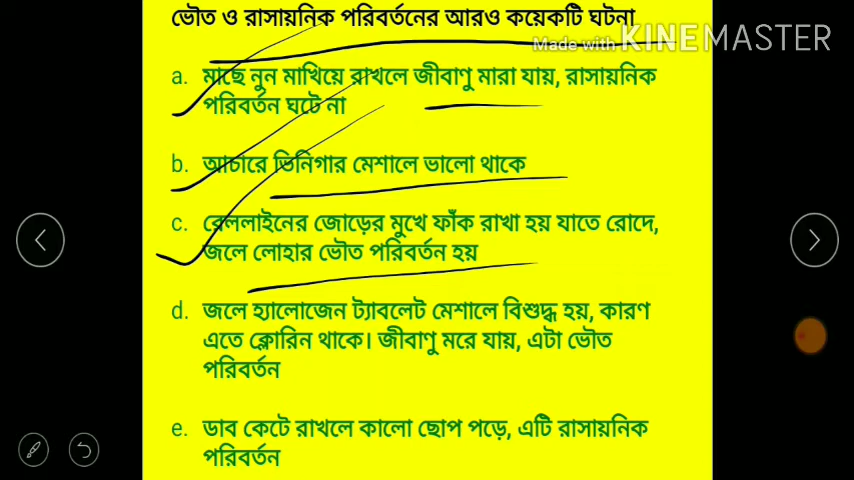 ভৌত ও রাসায়নিক পরিবর্তনের আরও কয়েকটি ঘটনা
Made with KINEMASTER
a. মাছে নুন মাখিয়ে রাখলে জীবাণু মারা যায়, রাসায়নিক
পরিবর্তন ঘটে না
b. আচারে ভিনিগার মেশালে ভালো থাকে
c. রেললাইনের জোড়ের মুখে ফাঁক রাখা হয় যাতে রোদে,
জলে লোহার ভৌত পরিবর্তন হয়
d. জলে হ্যালোজেন ট্যাবলেট মেশালে বিশুদ্ধ হয়, কারণ
এতে ক্লোরিন থাকে। জীবাণু মরে যায়, এটা ভৌত
পরিবর্তন
e. ডাব কেটে রাখলে কালো ছোপ পড়ে, এটি রাসায়নিক
পরিবর্তন